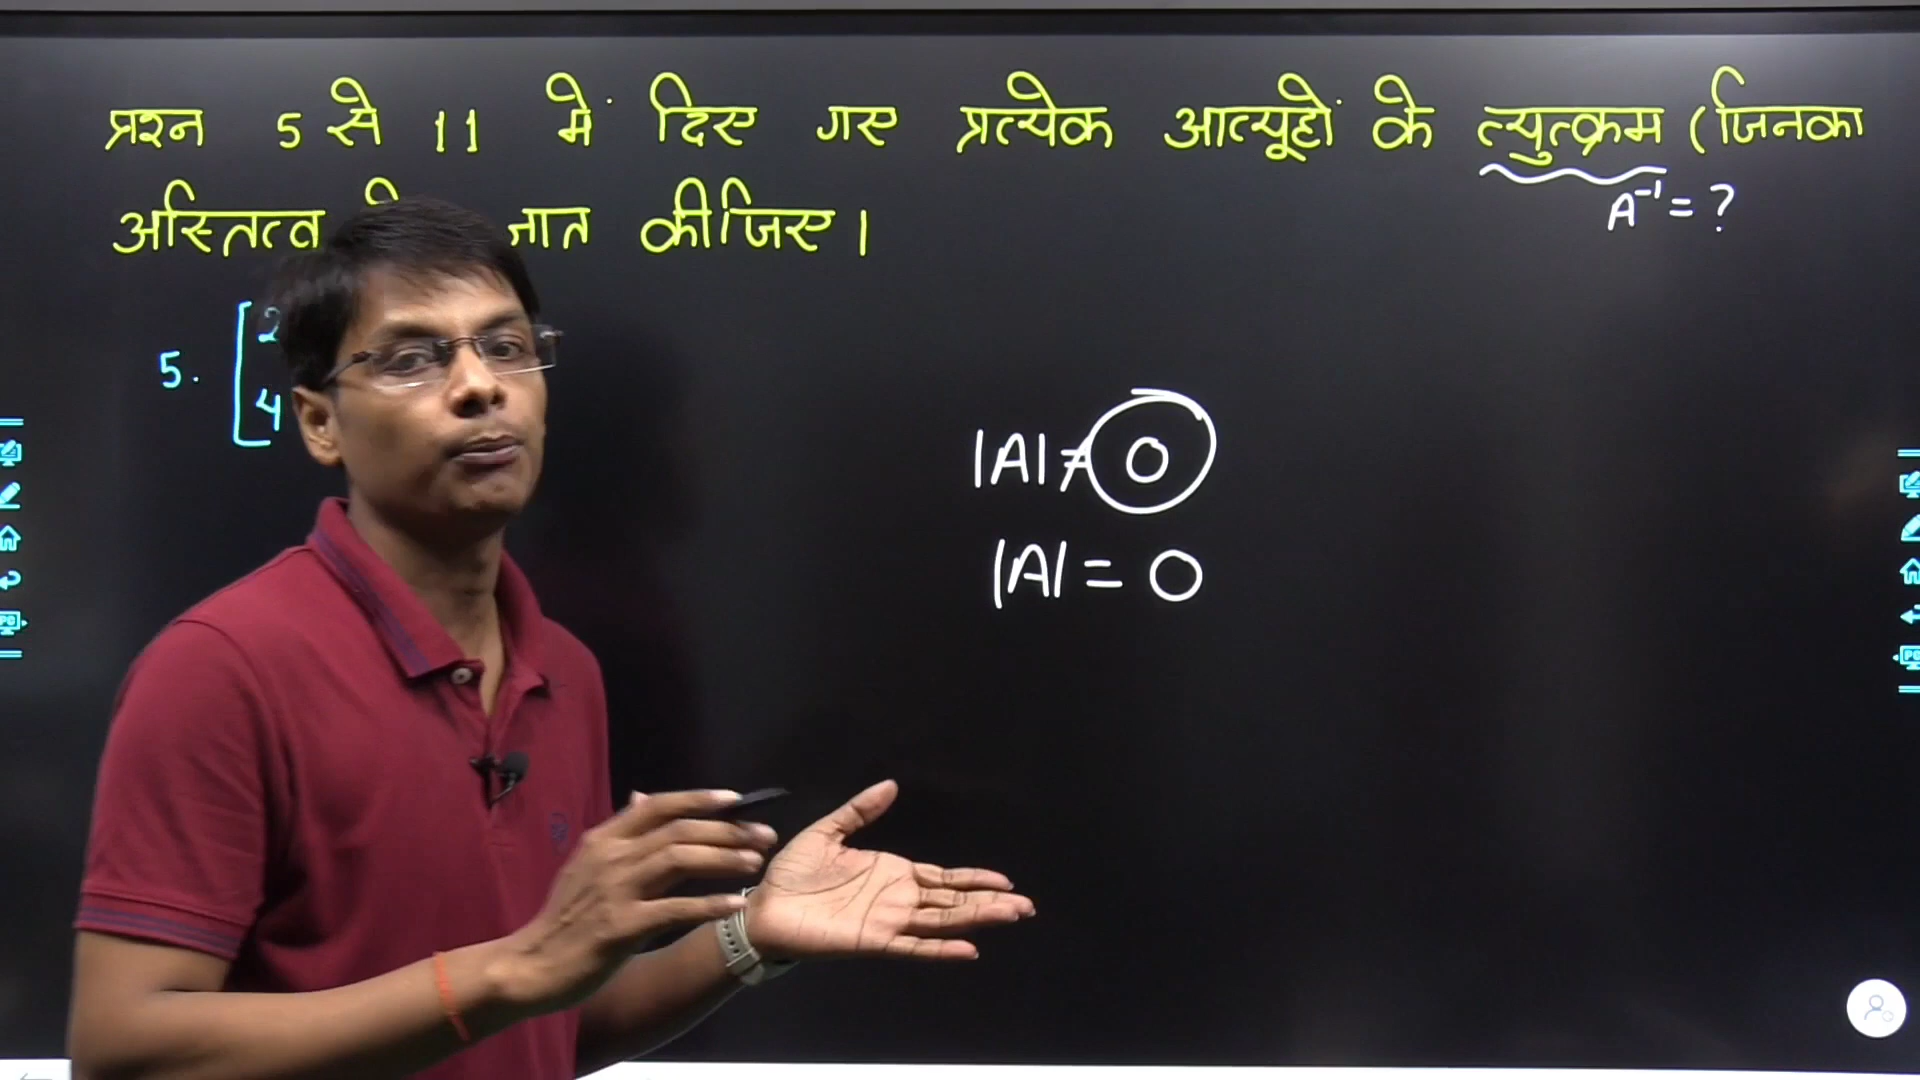 प्रश्न 5 से 11 में दिए गए प्रत्येक आव्यूहों के व्युत्क्रम (जिनका
A⁻¹ = ?
अस्तित्व कीजिए।
5. [2
4
|A| ≠ 0
|A| = 0